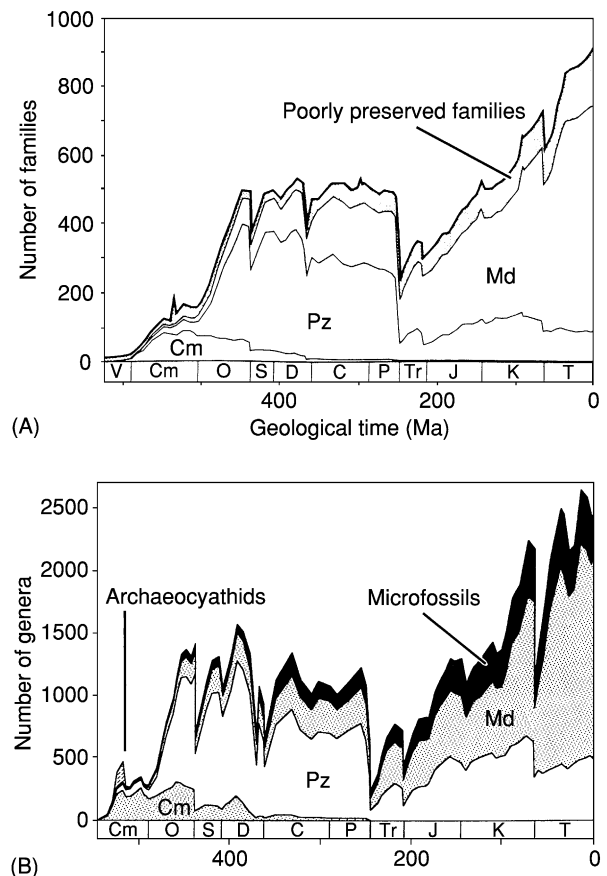 1000
800
600
400
200
0
Number of families
Poorly preserved families
Md
Pz
Cm
V Cm O S D C P Tr J K T
400 200 0
(A) Geological time (Ma)
2500
2000
1500
1000
500
0
Number of genera
Archaeocyathids
Microfossils
Md
Pz
Cm
Cm O S D C P Tr J K T
400 200 0
(B)